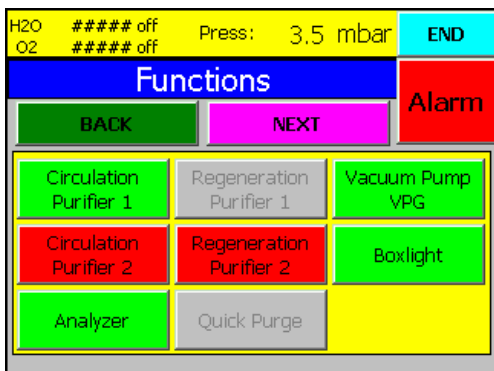 H2O ##### off Press: 3.5 mbar END
O2 ##### off
Functions
Alarm
BACK NEXT
Circulation Regeneration Vacuum Pump
Purifier 1 Purifier 1 VPG
Circulation Regeneration Boxlight
Purifier 2 Purifier 2
Analyzer Quick Purge